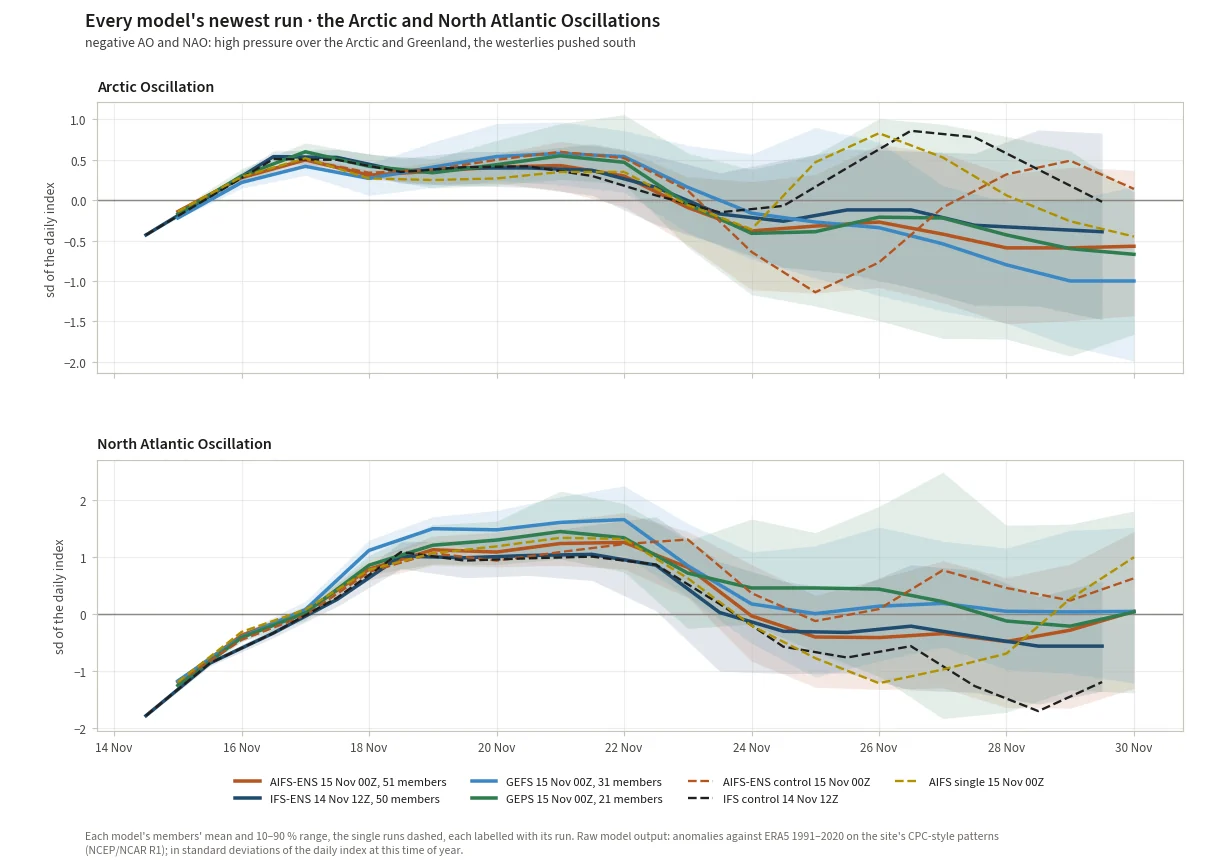 Every model's newest run · the Arctic and North Atlantic Oscillations
negative AO and NAO: high pressure over the Arctic and Greenland, the westerlies pushed south
Arctic Oscillation
1.0
0.5
0.0
−0.5
−1.0
−1.5
−2.0
sd of the daily index
North Atlantic Oscillation
2
1
0
−1
−2
sd of the daily index
14 Nov 16 Nov 18 Nov 20 Nov 22 Nov 24 Nov 26 Nov 28 Nov 30 Nov
AIFS-ENS 15 Nov 00Z, 51 members GEFS 15 Nov 00Z, 31 members AIFS-ENS control 15 Nov 00Z AIFS single 15 Nov 00Z
IFS-ENS 14 Nov 12Z, 50 members GEPS 15 Nov 00Z, 21 members IFS control 14 Nov 12Z
Each model's members' mean and 10–90 % range, the single runs dashed, each labelled with its run. Raw model output: anomalies against ERA5 1991–2020 on the site's CPC-style patterns
(NCEP/NCAR R1); in standard deviations of the daily index at this time of year.